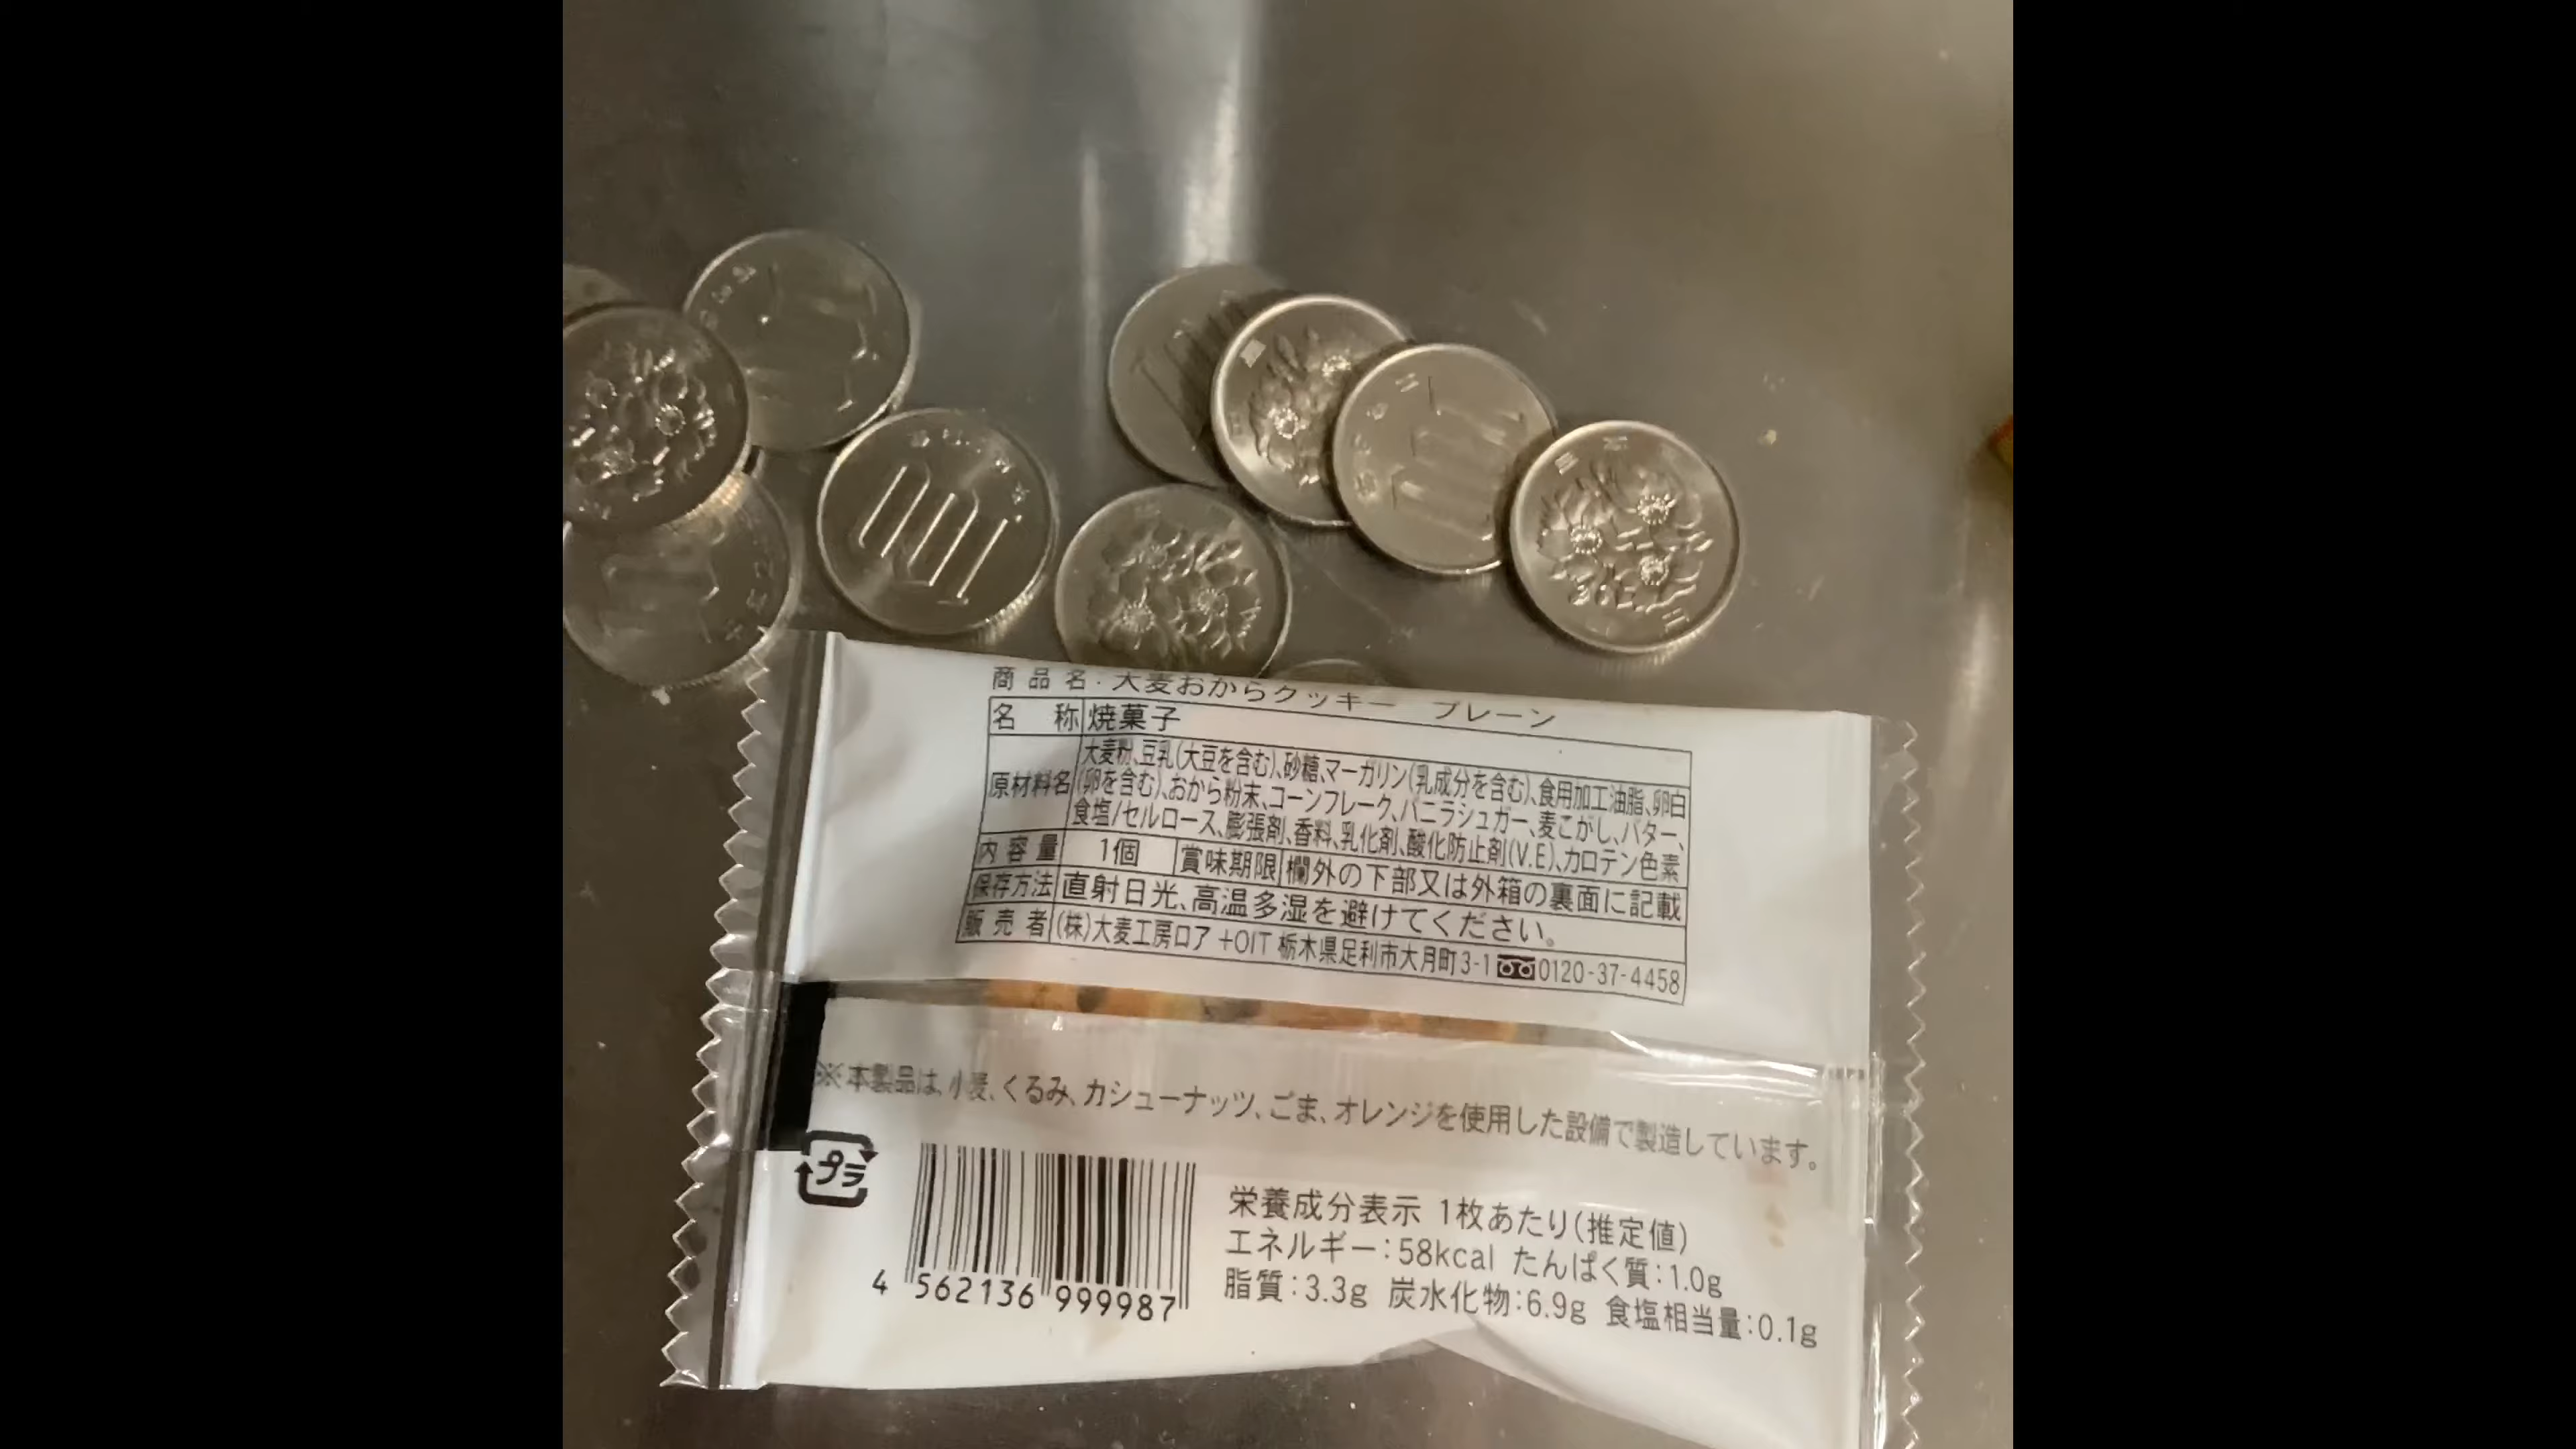 商品名:大麦おからクッキー プレーン
名称 焼菓子
原材料名 大麦粉、豆乳(大豆を含む)、砂糖、マーガリン(乳成分を含む)、食用加工油脂、卵白
(卵を含む)、おから粉末、コーンフレーク、バニラシュガー、麦こがし、バター、
食塩/セルロース、膨張剤、香料、乳化剤、酸化防止剤(V.E)、カロテン色素
内容量 1個 賞味期限 欄外の下部又は外箱の裏面に記載
保存方法 直射日光、高温多湿を避けてください。
販売者 (株)大麦工房ロア +OIT 栃木県足利市大月町3-1 0120-37-4458
※本製品は、小麦、くるみ、カシューナッツ、ごま、オレンジを使用した設備で製造しています。
プラ
4 562136 999987
栄養成分表示 1枚あたり(推定値)
エネルギー:58kcal たんぱく質:1.0g
脂質:3.3g 炭水化物:6.9g 食塩相当量:0.1g
100